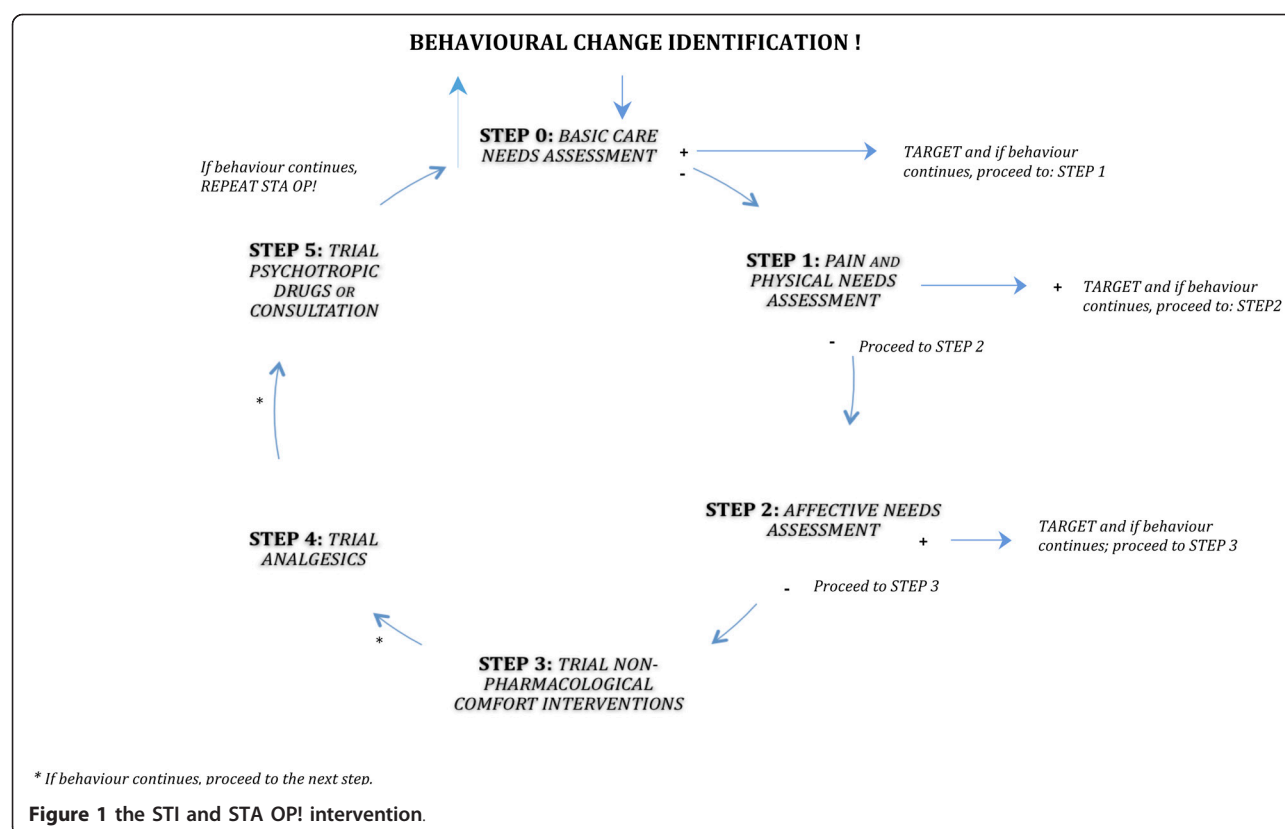 BEHAVIOURAL CHANGE IDENTIFICATION !
STEP 0: BASIC CARE
NEEDS ASSESSMENT
+
-
TARGET and if behaviour
continues, proceed to: STEP 1
If behaviour continues,
REPEAT STA OP!
STEP 5: TRIAL
PSYCHOTROPIC
DRUGS OR
CONSULTATION
STEP 1: PAIN AND
PHYSICAL NEEDS
ASSESSMENT
+
TARGET and if behaviour
continues, proceed to: STEP2
-
Proceed to STEP 2
*
STEP 2: AFFECTIVE NEEDS
ASSESSMENT
+
TARGET and if behaviour
continues; proceed to STEP 3
-
Proceed to STEP 3
STEP 4: TRIAL
ANALGESICS
*
STEP 3: TRIAL NON-
PHARMACOLOGICAL
COMFORT INTERVENTIONS
* If behaviour continues, proceed to the next step.
Figure 1 the STI and STA OP! intervention.